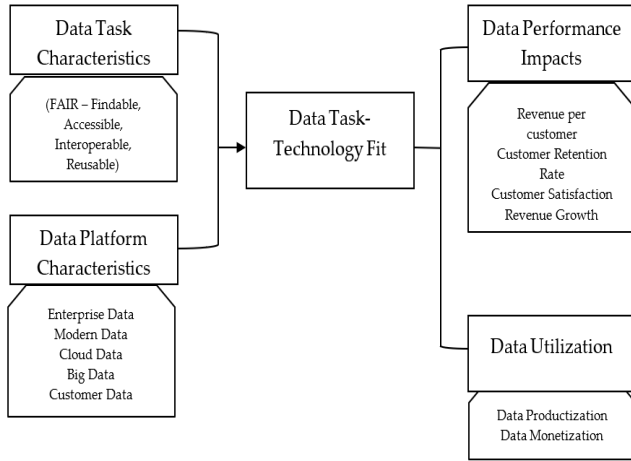 Data Task
Characteristics
(FAIR – Findable,
Accessible,
Interoperable,
Reusable)
Data Platform
Characteristics
Enterprise Data
Modern Data
Cloud Data
Big Data
Customer Data
Data Task-
Technology Fit
Data Performance
Impacts
Revenue per
customer
Customer Retention
Rate
Customer Satisfaction
Revenue Growth
Data Utilization
Data Productization
Data Monetization